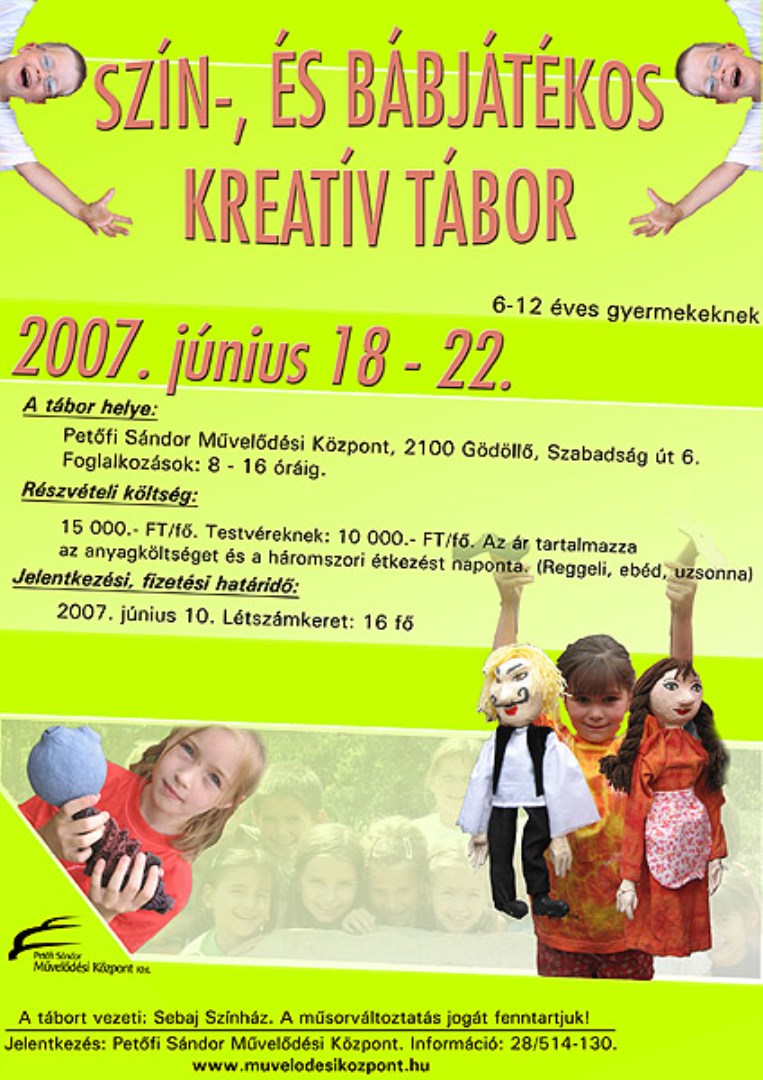 SZÍN-, ÉS BÁBJÁTÉKOS
KREATÍV TÁBOR
6-12 éves gyermekeknek
2007. június 18 - 22.
A tábor helye:
Petőfi Sándor Művelődési Központ, 2100 Gödöllő, Szabadság út 6.
Foglalkozások: 8 - 16 óráig.
Részvételi költség:
15 000.- FT/fő. Testvéreknek: 10 000.- FT/fő. Az ár tartalmazza
az anyagköltséget és a háromszori étkezést naponta. (Reggeli, ebéd, uzsonna)
Jelentkezési, fizetési határidő:
2007. június 10. Létszámkeret: 16 fő
Petőfi Sándor
Művelődési Központ Kht.
A tábort vezeti: Sebaj Színház. A műsorváltoztatás jogát fenntartjuk!
Jelentkezés: Petőfi Sándor Művelődési Központ. Információ: 28/514-130.
www.muvelodesikozpont.hu